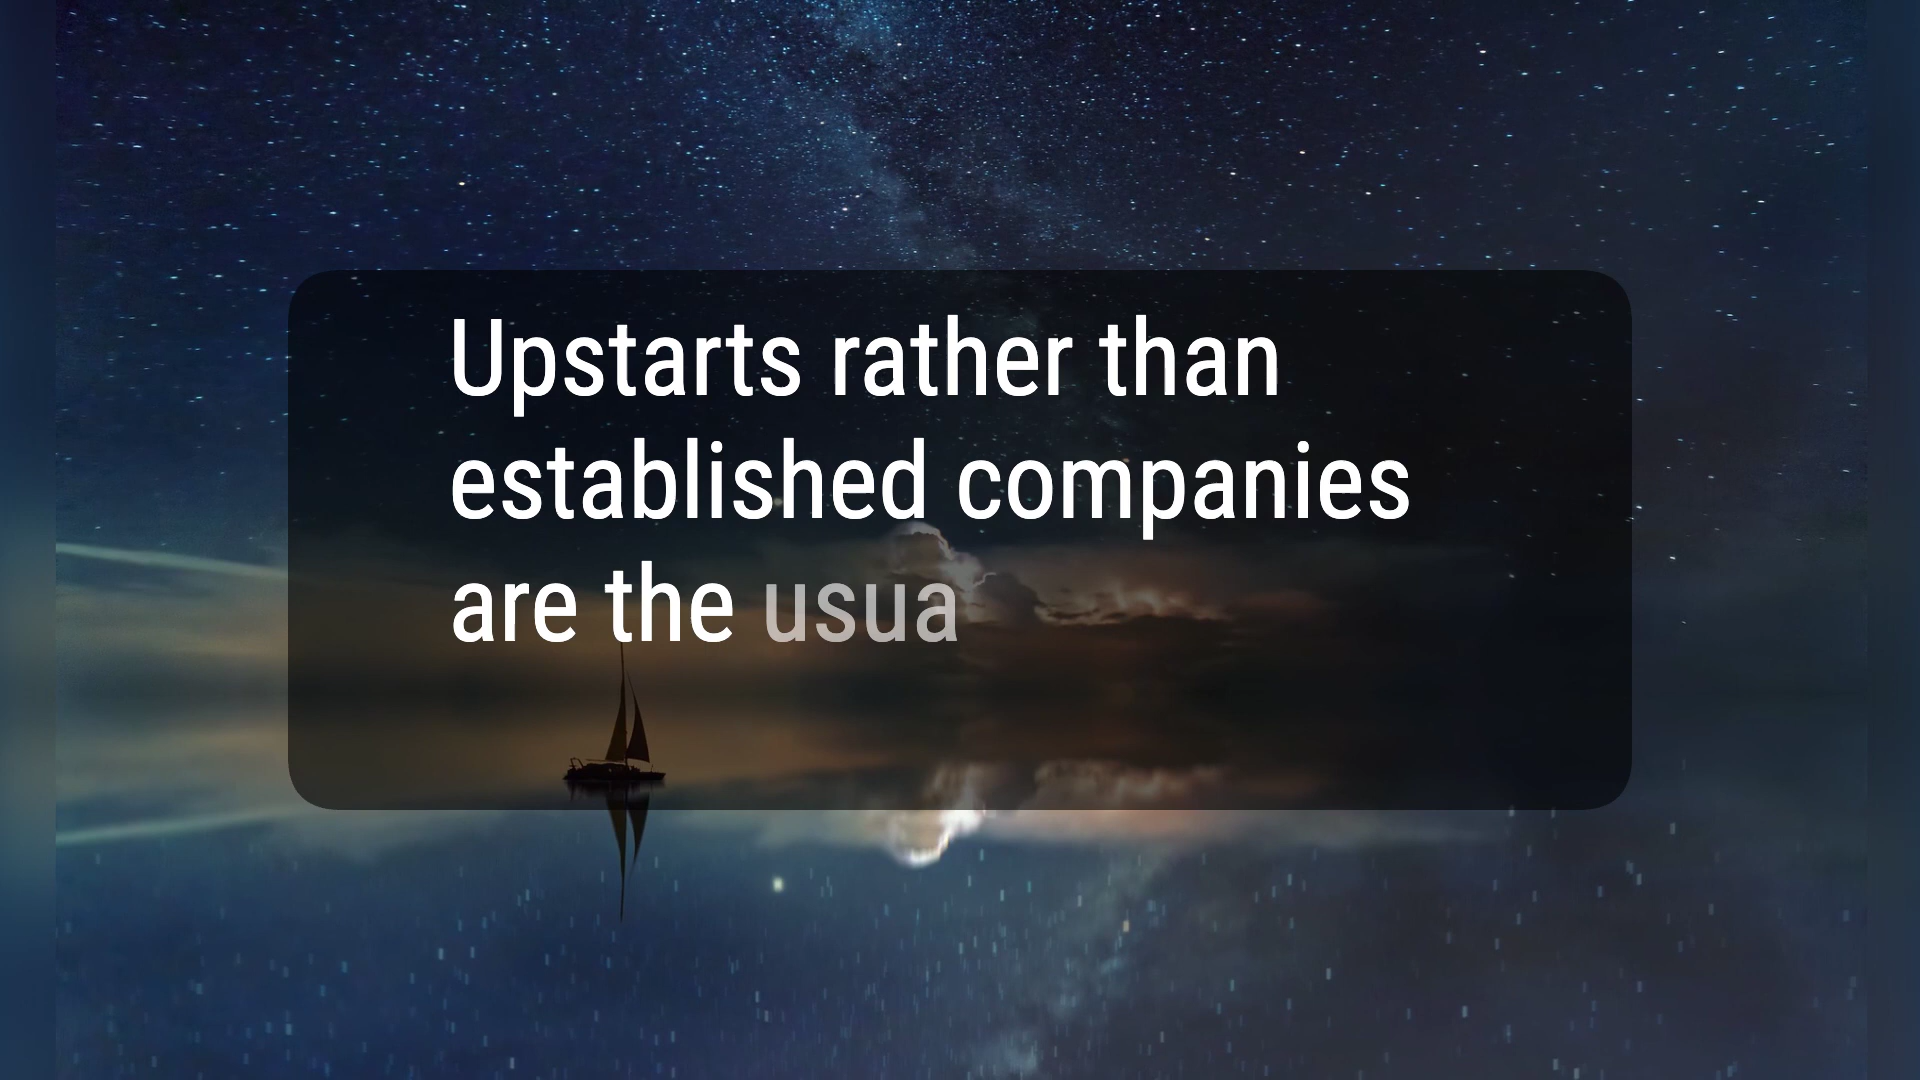 Upstarts rather than
established companies
are the usua